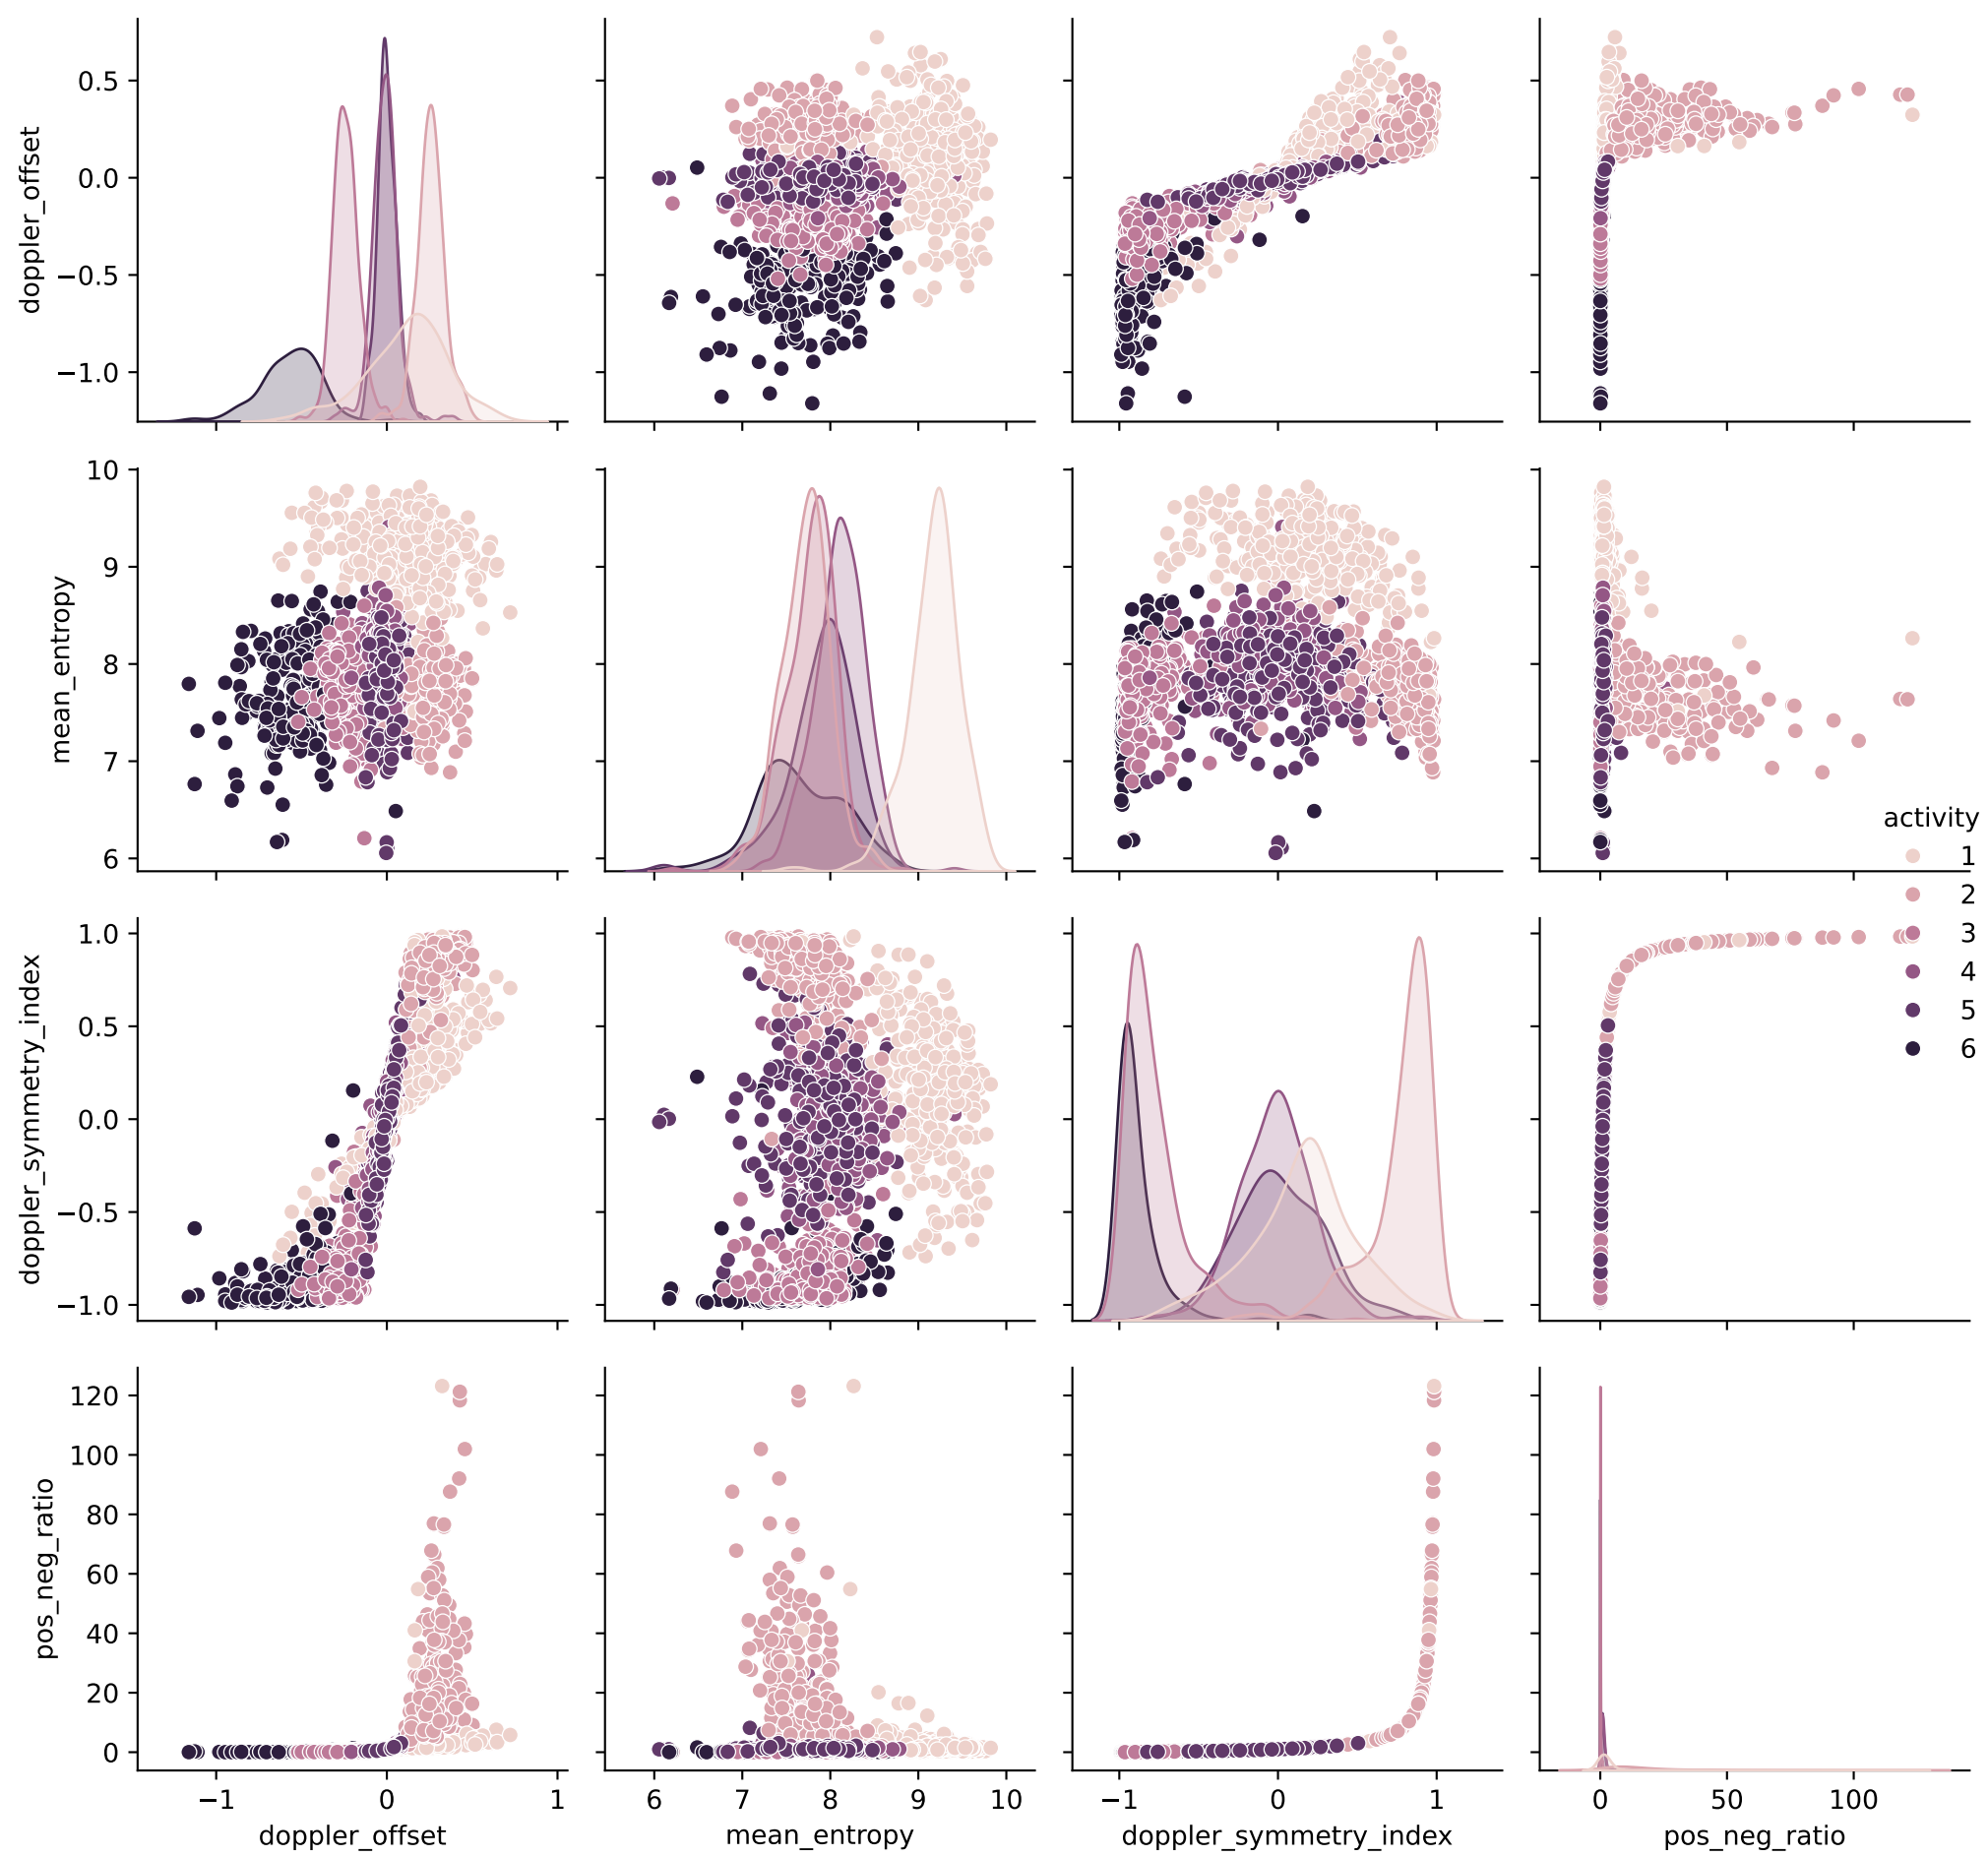 0.5
0.0
−0.5
−1.0
doppler_offset
10
9
8
7
6
mean_entropy
activity
1
2
3
4
5
6
1.0
0.5
0.0
−0.5
−1.0
doppler_symmetry_index
120
100
80
60
40
20
0
pos_neg_ratio
−1 0 1
doppler_offset
6 7 8 9 10
mean_entropy
−1 0 1
doppler_symmetry_index
0 50 100
pos_neg_ratio